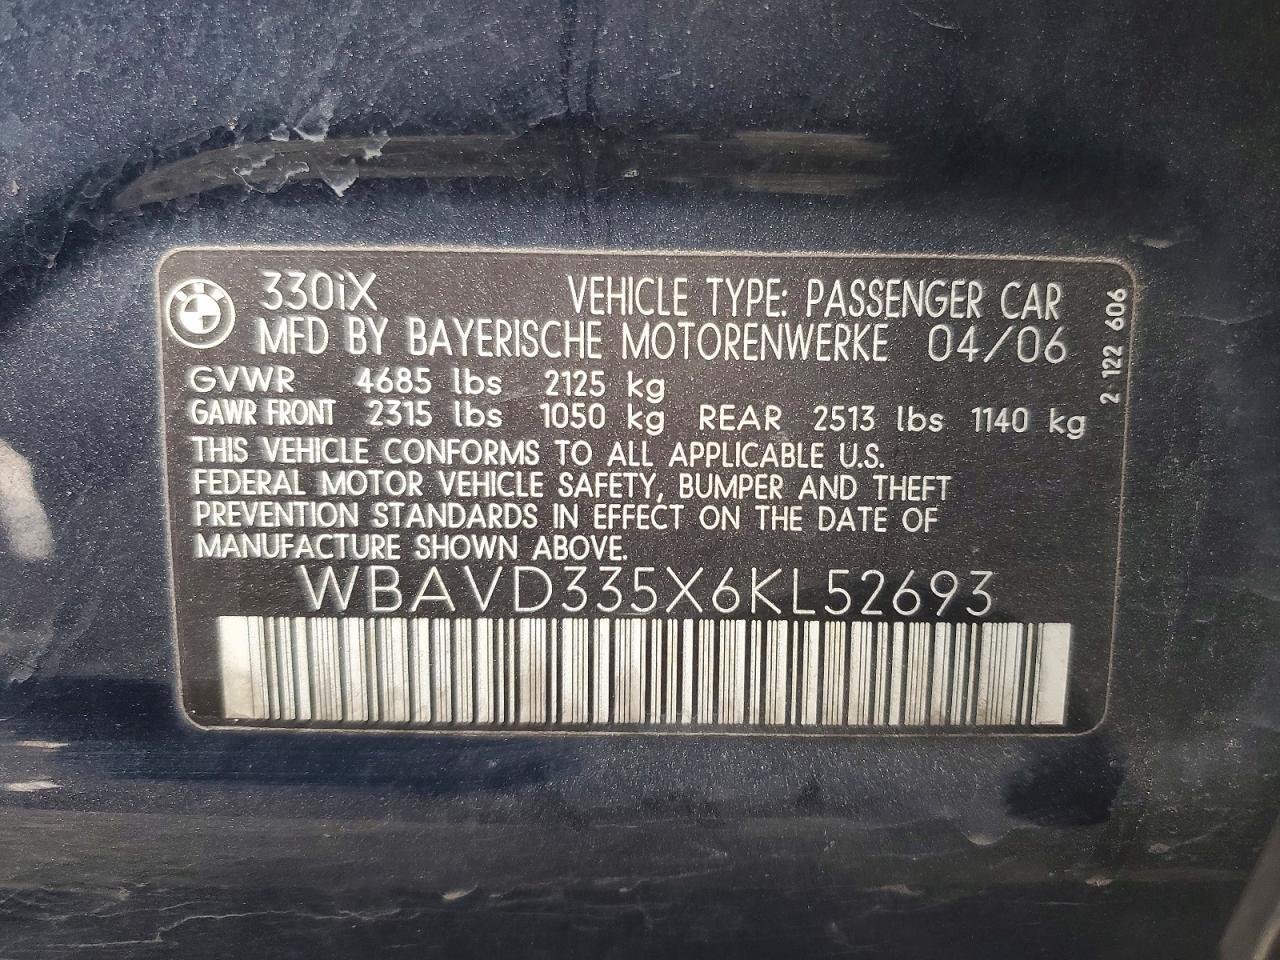 330iX VEHICLE TYPE: PASSENGER CAR
MFD BY BAYERISCHE MOTORENWERKE 04/06
GVWR 4685 lbs 2125 kg
GAWR FRONT 2315 lbs 1050 kg REAR 2513 lbs 1140 kg
THIS VEHICLE CONFORMS TO ALL APPLICABLE U.S.
FEDERAL MOTOR VEHICLE SAFETY, BUMPER AND THEFT
PREVENTION STANDARDS IN EFFECT ON THE DATE OF
MANUFACTURE SHOWN ABOVE.
WBAVD335X6KL52693
2 122 606